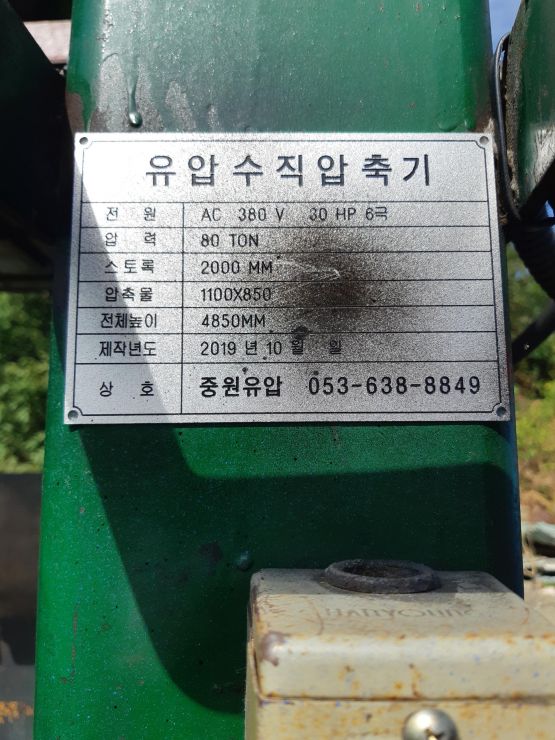 유압수직압축기
전 원 AC 380 V 30 HP 6극
압 력 80 TON
스토록 2000 MM
압축물 1100X850
전체높이 4850MM
제작년도 2019 년 10 월 일
상 호 중원유압 053-638-8849
HANYOUNG